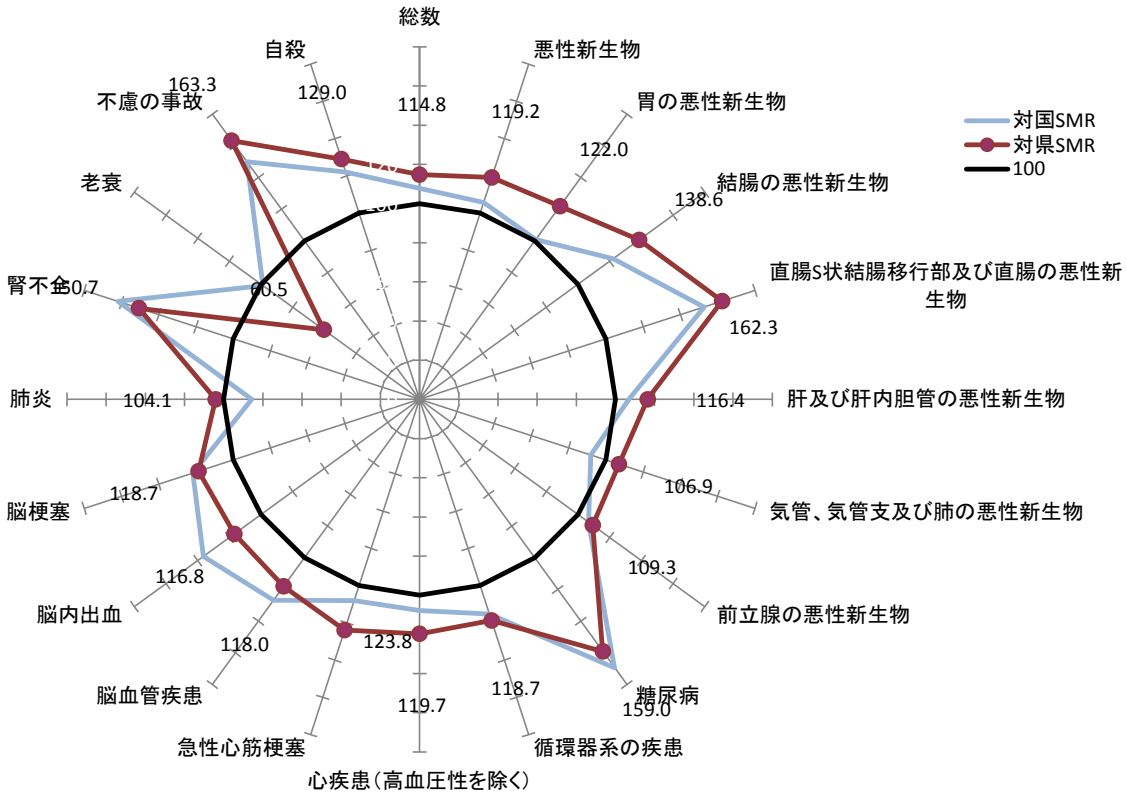 総数
114.8
悪性新生物
119.2
胃の悪性新生物
122.0
結腸の悪性新生物
138.6
直腸S状結腸移行部及び直腸の悪性新
生物
162.3
肝及び肝内胆管の悪性新生物
116.4
気管、気管支及び肺の悪性新生物
106.9
前立腺の悪性新生物
109.3
糖尿病
159.0
循環器系の疾患
118.7
心疾患(高血圧性を除く)
119.7
急性心筋梗塞
123.8
脳血管疾患
118.0
脳内出血
116.8
脳梗塞
118.7
肺炎
104.1
腎不全
150.7
老衰
60.5
不慮の事故
163.3
自殺
129.0
120
100
対国SMR
対県SMR
100